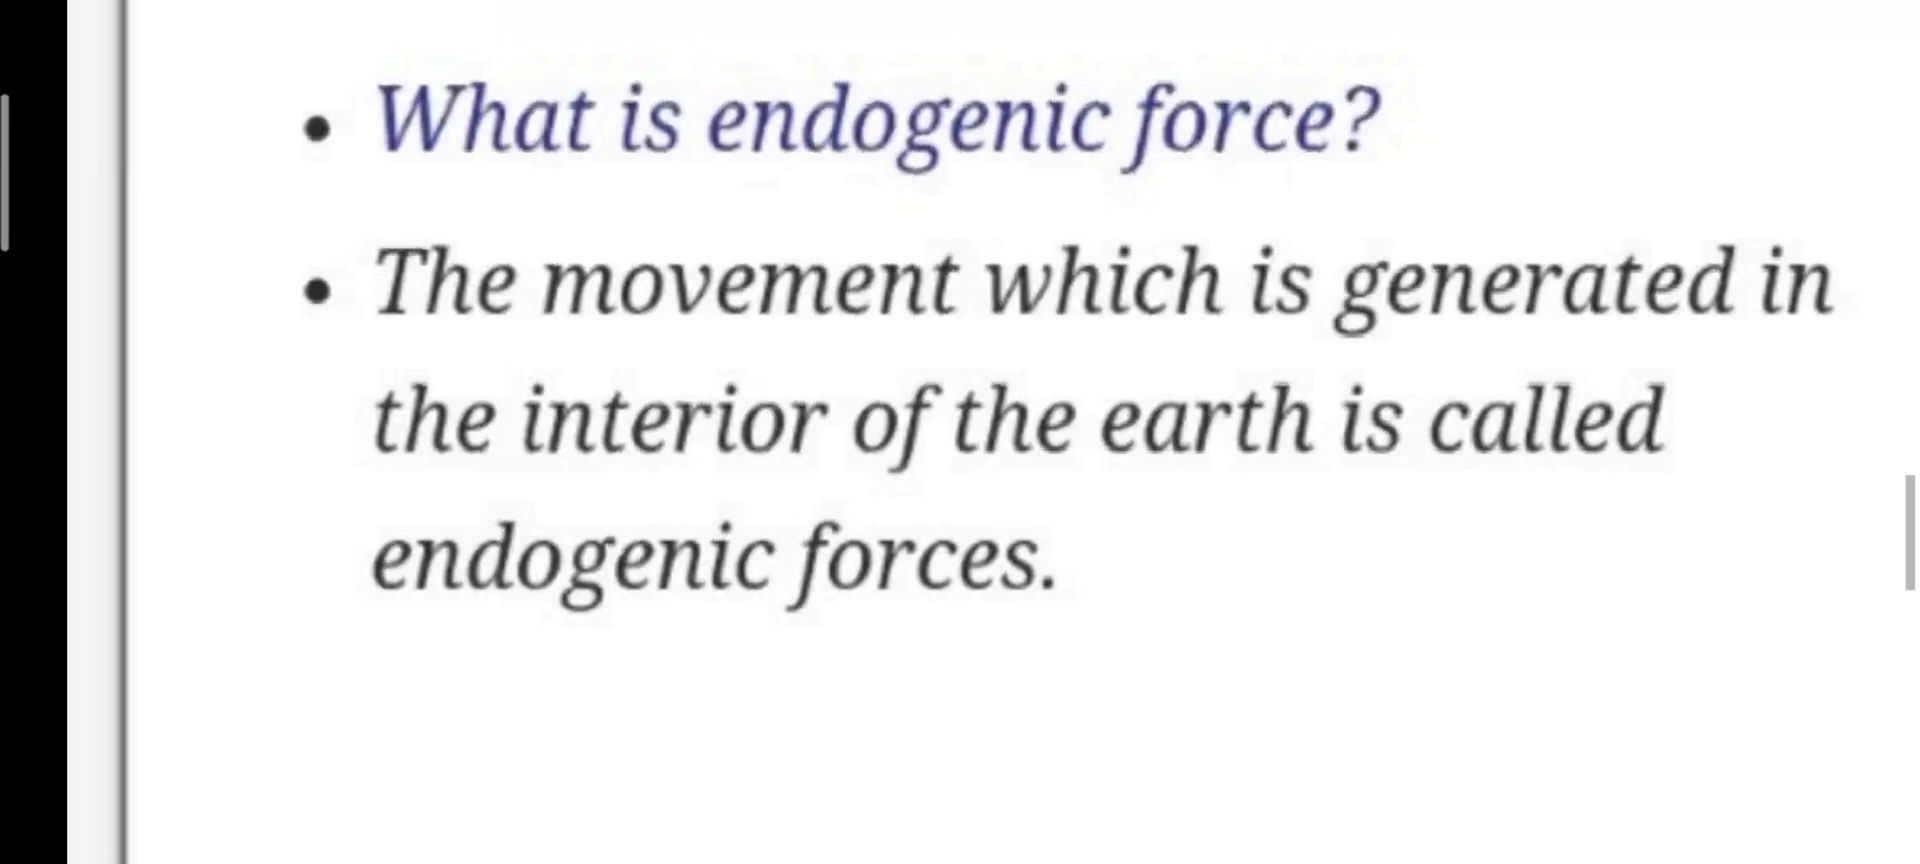 • What is endogenic force?
• The movement which is generated in
the interior of the earth is called
endogenic forces.